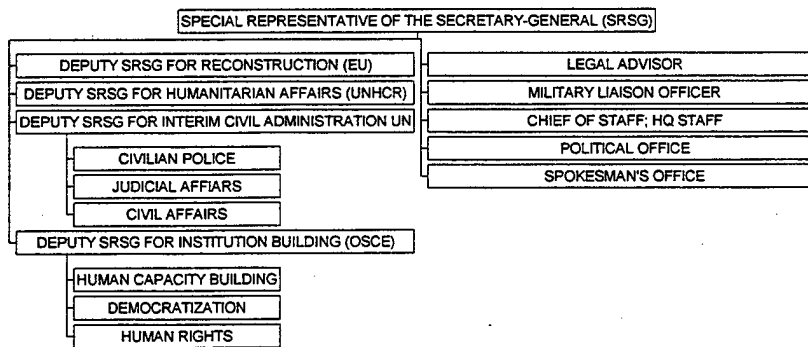 SPECIAL REPRESENTATIVE OF THE SECRETARY-GENERAL (SRSG)
DEPUTY SRSG FOR RECONSTRUCTION (EU)
DEPUTY SRSG FOR HUMANITARIAN AFFAIRS (UNHCR)
DEPUTY SRSG FOR INTERIM CIVIL ADMINISTRATION UN
CIVILIAN POLICE
JUDICIAL AFFIARS
CIVIL AFFAIRS
DEPUTY SRSG FOR INSTITUTION BUILDING (OSCE)
HUMAN CAPACITY BUILDING
DEMOCRATIZATION
HUMAN RIGHTS
LEGAL ADVISOR
MILITARY LIAISON OFFICER
CHIEF OF STAFF; HQ STAFF
POLITICAL OFFICE
SPOKESMAN'S OFFICE